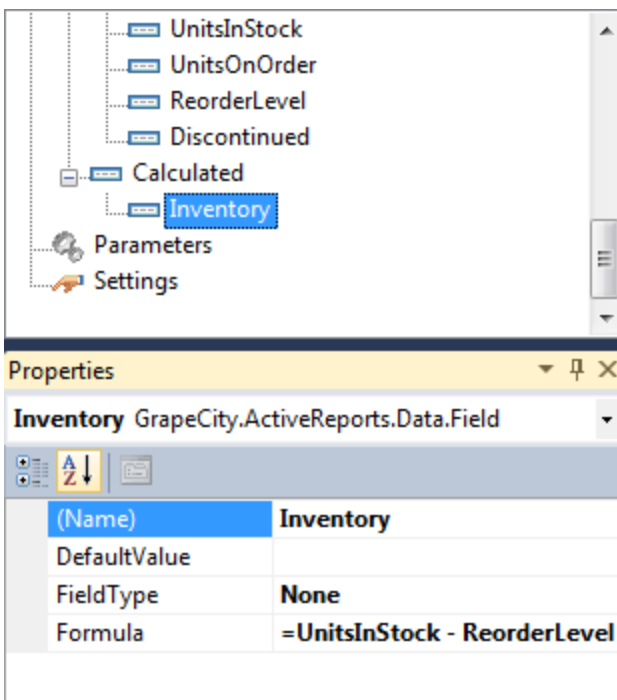 UnitsInStock
UnitsOnOrder
ReorderLevel
Discontinued
Calculated
Inventory
Parameters
Settings
Properties
Inventory GrapeCity.ActiveReports.Data.Field
A
Z
(Name) Inventory
DefaultValue
FieldType None
Formula =UnitsInStock - ReorderLevel